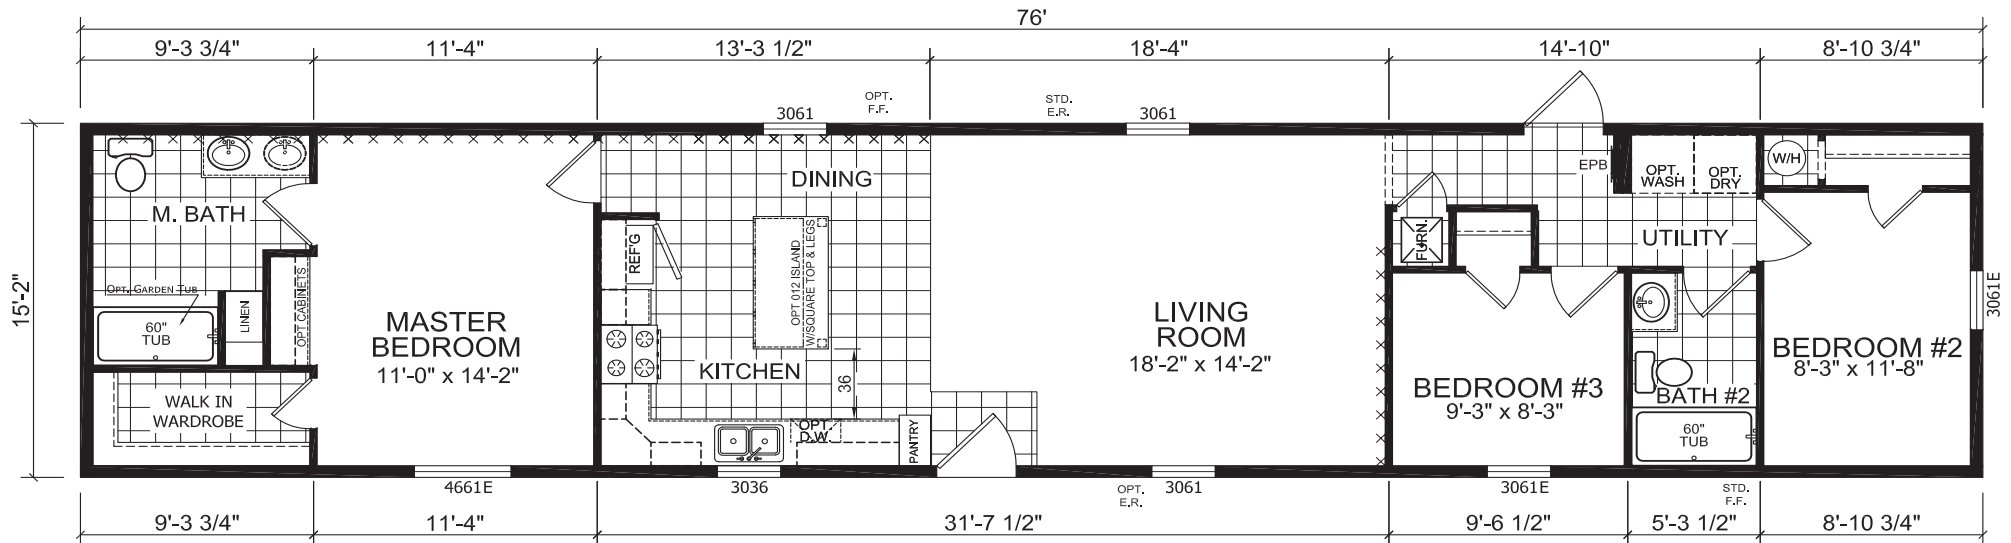 76'
9'-3 3/4"
11'-4"
13'-3 1/2"
18'-4"
14'-10"
8'-10 3/4"
OPT.
F.F.
STD.
E.R.
3061
3061
15'-2"
M. BATH
OPT. GARDEN TUB
60"
TUB
LINEN
OPT CABINETS
WALK IN
WARDROBE
MASTER
BEDROOM
11'-0" x 14'-2"
DINING
REF'G
OPT 012 ISLAND
W/SQUARE TOP & LEGS
KITCHEN
36
OPT.
D.W.
PANTRY
LIVING
ROOM
18'-2" x 14'-2"
EPB
FURN.
OPT.
WASH
OPT.
DRY
W/H
UTILITY
BEDROOM #3
9'-3" x 8'-3"
BATH #2
60"
TUB
BEDROOM #2
8'-3" x 11'-8"
3061E
4661E
3036
OPT.
E.R.
3061
3061E
STD.
F.F.
9'-3 3/4"
11'-4"
31'-7 1/2"
9'-6 1/2"
5'-3 1/2"
8'-10 3/4"